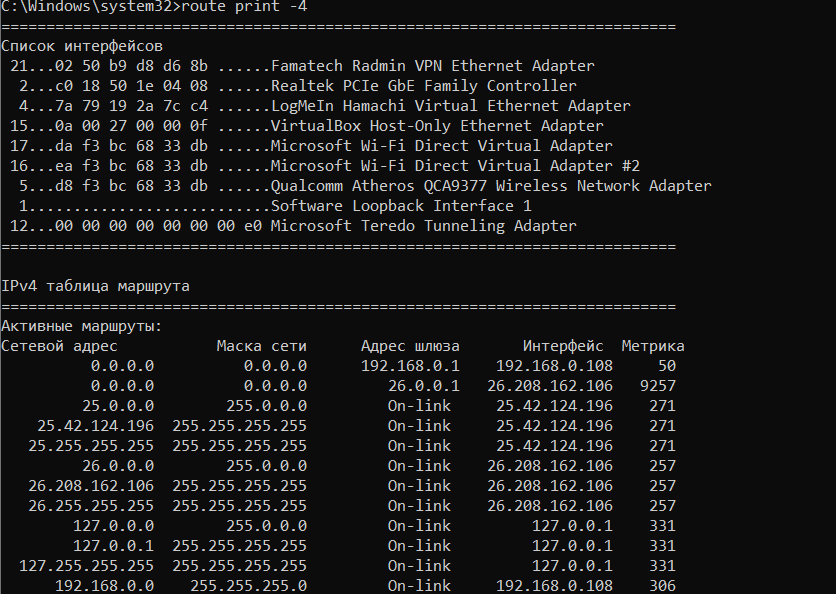 C:\Windows\system32>route print -4
===========================================================================
Список интерфейсов
21...02 50 b9 d8 d6 8b ......Famatech Radmin VPN Ethernet Adapter
2...c0 18 50 1e 04 08 ......Realtek PCIe GbE Family Controller
4...7a 79 19 2a 7c c4 ......LogMeIn Hamachi Virtual Ethernet Adapter
15...0a 00 27 00 00 0f ......VirtualBox Host-Only Ethernet Adapter
17...da f3 bc 68 33 db ......Microsoft Wi-Fi Direct Virtual Adapter
16...ea f3 bc 68 33 db ......Microsoft Wi-Fi Direct Virtual Adapter #2
5...d8 f3 bc 68 33 db ......Qualcomm Atheros QCA9377 Wireless Network Adapter
1...........................Software Loopback Interface 1
12...00 00 00 00 00 00 00 e0 Microsoft Teredo Tunneling Adapter
===========================================================================
IPv4 таблица маршрута
===========================================================================
Активные маршруты:
Сетевой адрес Маска сети Адрес шлюза Интерфейс Метрика
0.0.0.0 0.0.0.0 192.168.0.1 192.168.0.108 50
0.0.0.0 0.0.0.0 26.0.0.1 26.208.162.106 9257
25.0.0.0 255.0.0.0 On-link 25.42.124.196 271
25.42.124.196 255.255.255.255 On-link 25.42.124.196 271
25.255.255.255 255.255.255.255 On-link 25.42.124.196 271
26.0.0.0 255.0.0.0 On-link 26.208.162.106 257
26.208.162.106 255.255.255.255 On-link 26.208.162.106 257
26.255.255.255 255.255.255.255 On-link 26.208.162.106 257
127.0.0.0 255.0.0.0 On-link 127.0.0.1 331
127.0.0.1 255.255.255.255 On-link 127.0.0.1 331
127.255.255.255 255.255.255.255 On-link 127.0.0.1 331
192.168.0.0 255.255.255.0 On-link 192.168.0.108 306